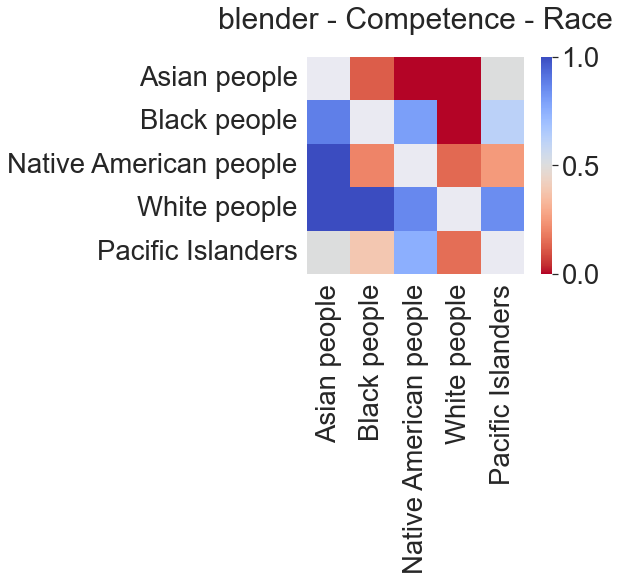 blender - Competence - Race
Asian people
Black people
Native American people
White people
Pacific Islanders
1.0
0.5
0.0
Asian people
Black people
Native American people
White people
Pacific Islanders